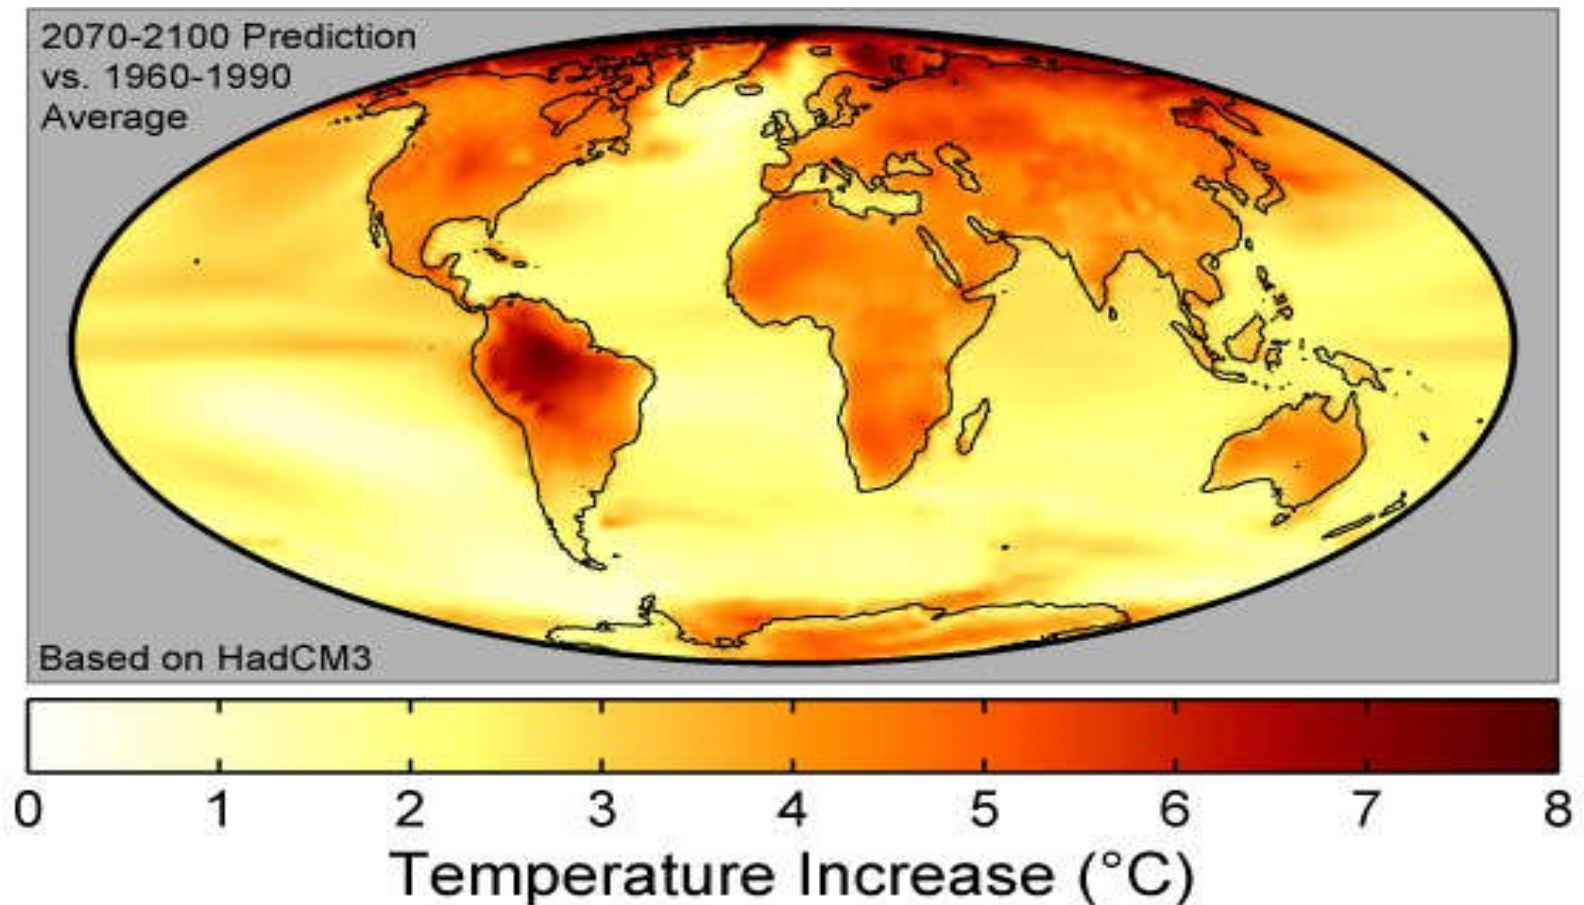 2070-2100 Prediction
vs. 1960-1990
Average
Based on HadCM3
0 1 2 3 4 5 6 7 8
Temperature Increase (°C)